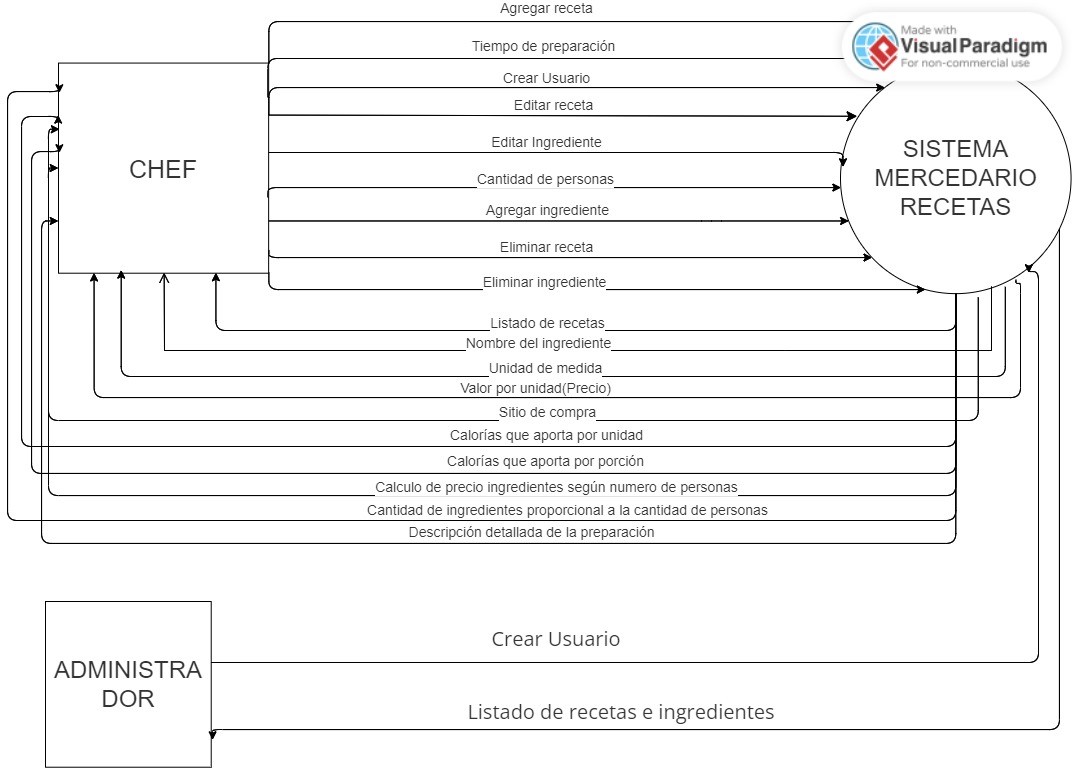 Agregar receta
Made with
Visual Paradigm
For non-commercial use
Tiempo de preparación
Crear Usuario
Editar receta
Editar Ingrediente
CHEF
SISTEMA
MERCEDARIO
RECETAS
Cantidad de personas
Agregar ingrediente
Eliminar receta
Eliminar ingrediente
Listado de recetas
Nombre del ingrediente
Unidad de medida
Valor por unidad(Precio)
Sitio de compra
Calorías que aporta por unidad
Calorías que aporta por porción
Calculo de precio ingredientes según numero de personas
Cantidad de ingredientes proporcional a la cantidad de personas
Descripción detallada de la preparación
Crear Usuario
ADMINISTRA
DOR
Listado de recetas e ingredientes